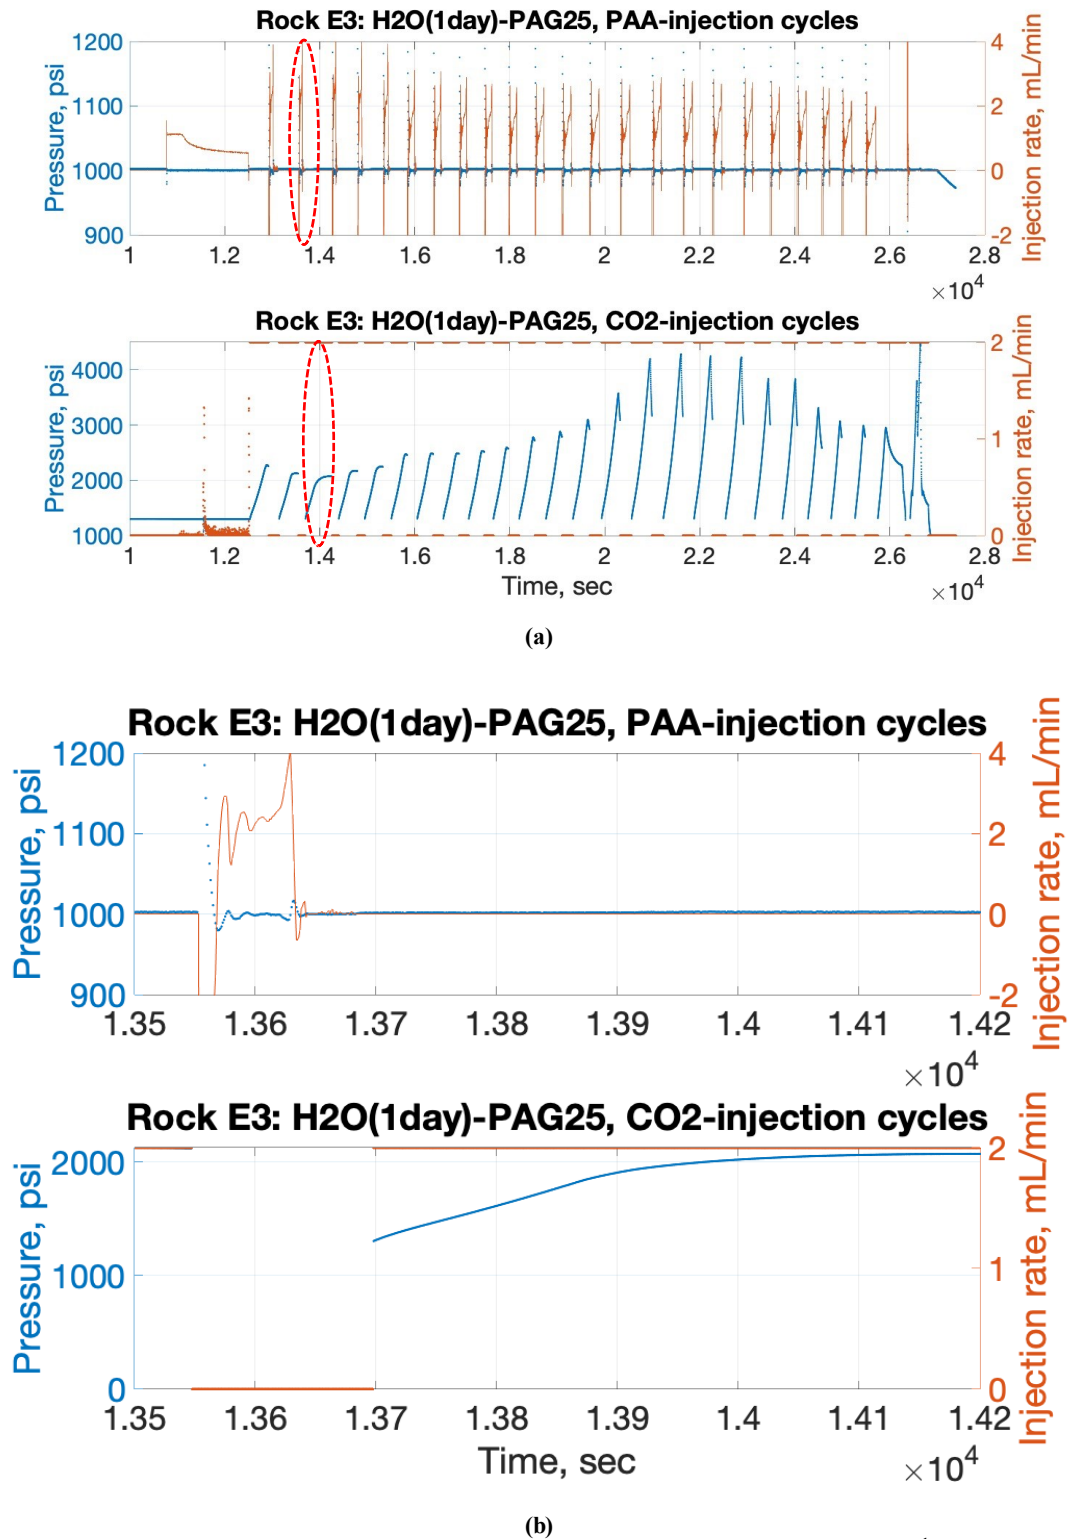 Rock E3: H2O(1day)-PAG25, PAA-injection cycles
Pressure, psi
1200
1100
1000
900
Injection rate, mL/min
4
2
0
-2
1 1.2 1.4 1.6 1.8 2 2.2 2.4 2.6 2.8
×10^4
Rock E3: H2O(1day)-PAG25, CO2-injection cycles
Pressure, psi
4000
3000
2000
1000
Injection rate, mL/min
2
1
0
1 1.2 1.4 1.6 1.8 2 2.2 2.4 2.6 2.8
Time, sec
×10^4
(a)
Rock E3: H2O(1day)-PAG25, PAA-injection cycles
Pressure, psi
1200
1100
1000
900
Injection rate, mL/min
4
2
0
-2
1.35 1.36 1.37 1.38 1.39 1.4 1.41 1.42
×10^4
Rock E3: H2O(1day)-PAG25, CO2-injection cycles
Pressure, psi
2000
1000
0
Injection rate, mL/min
2
1
0
1.35 1.36 1.37 1.38 1.39 1.4 1.41 1.42
Time, sec
×10^4
(b)